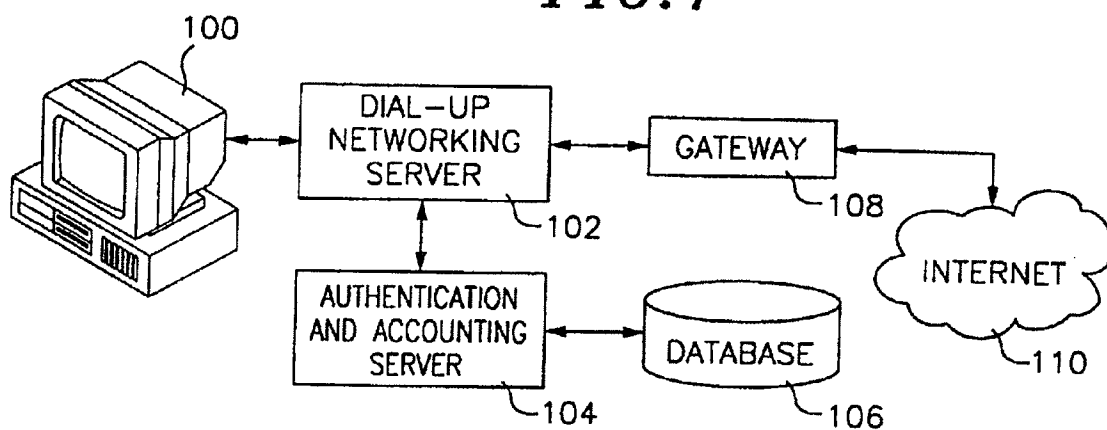 100
DIAL-UP
NETWORKING
SERVER
102
GATEWAY
108
INTERNET
110
AUTHENTICATION
AND ACCOUNTING
SERVER
104
DATABASE
106